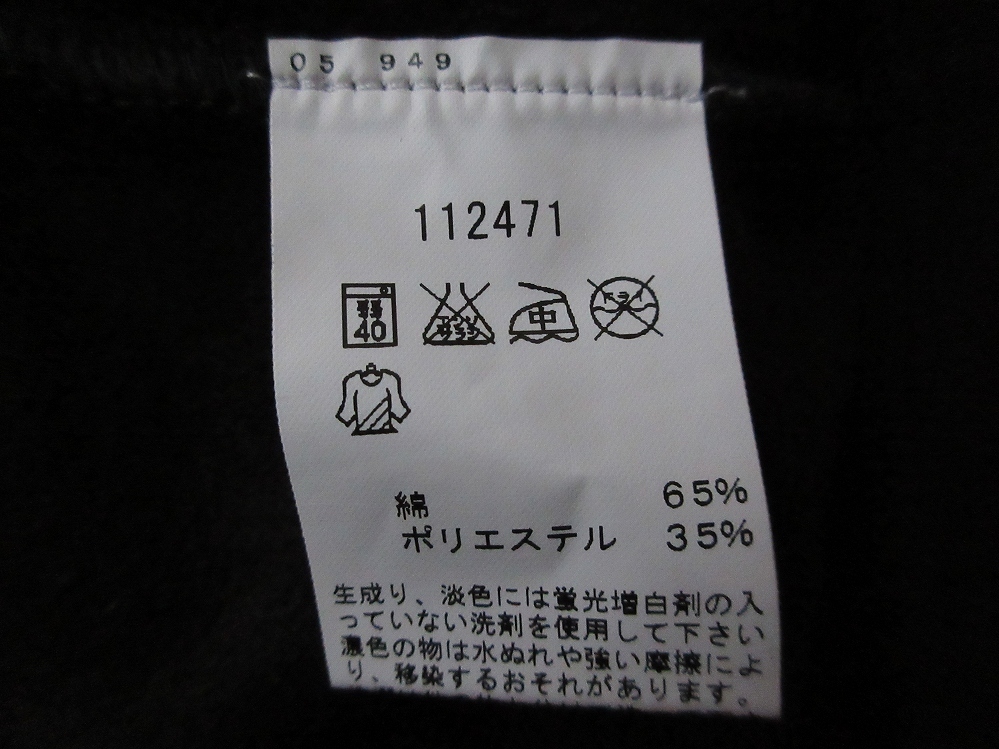 05 949
112471
40
中
綿 65%
ポリエステル 35%
生成り、淡色には蛍光増白剤の入
っていない洗剤を使用して下さい
濃色の物は水ぬれや強い摩擦によ
り、移染するおそれがあります。